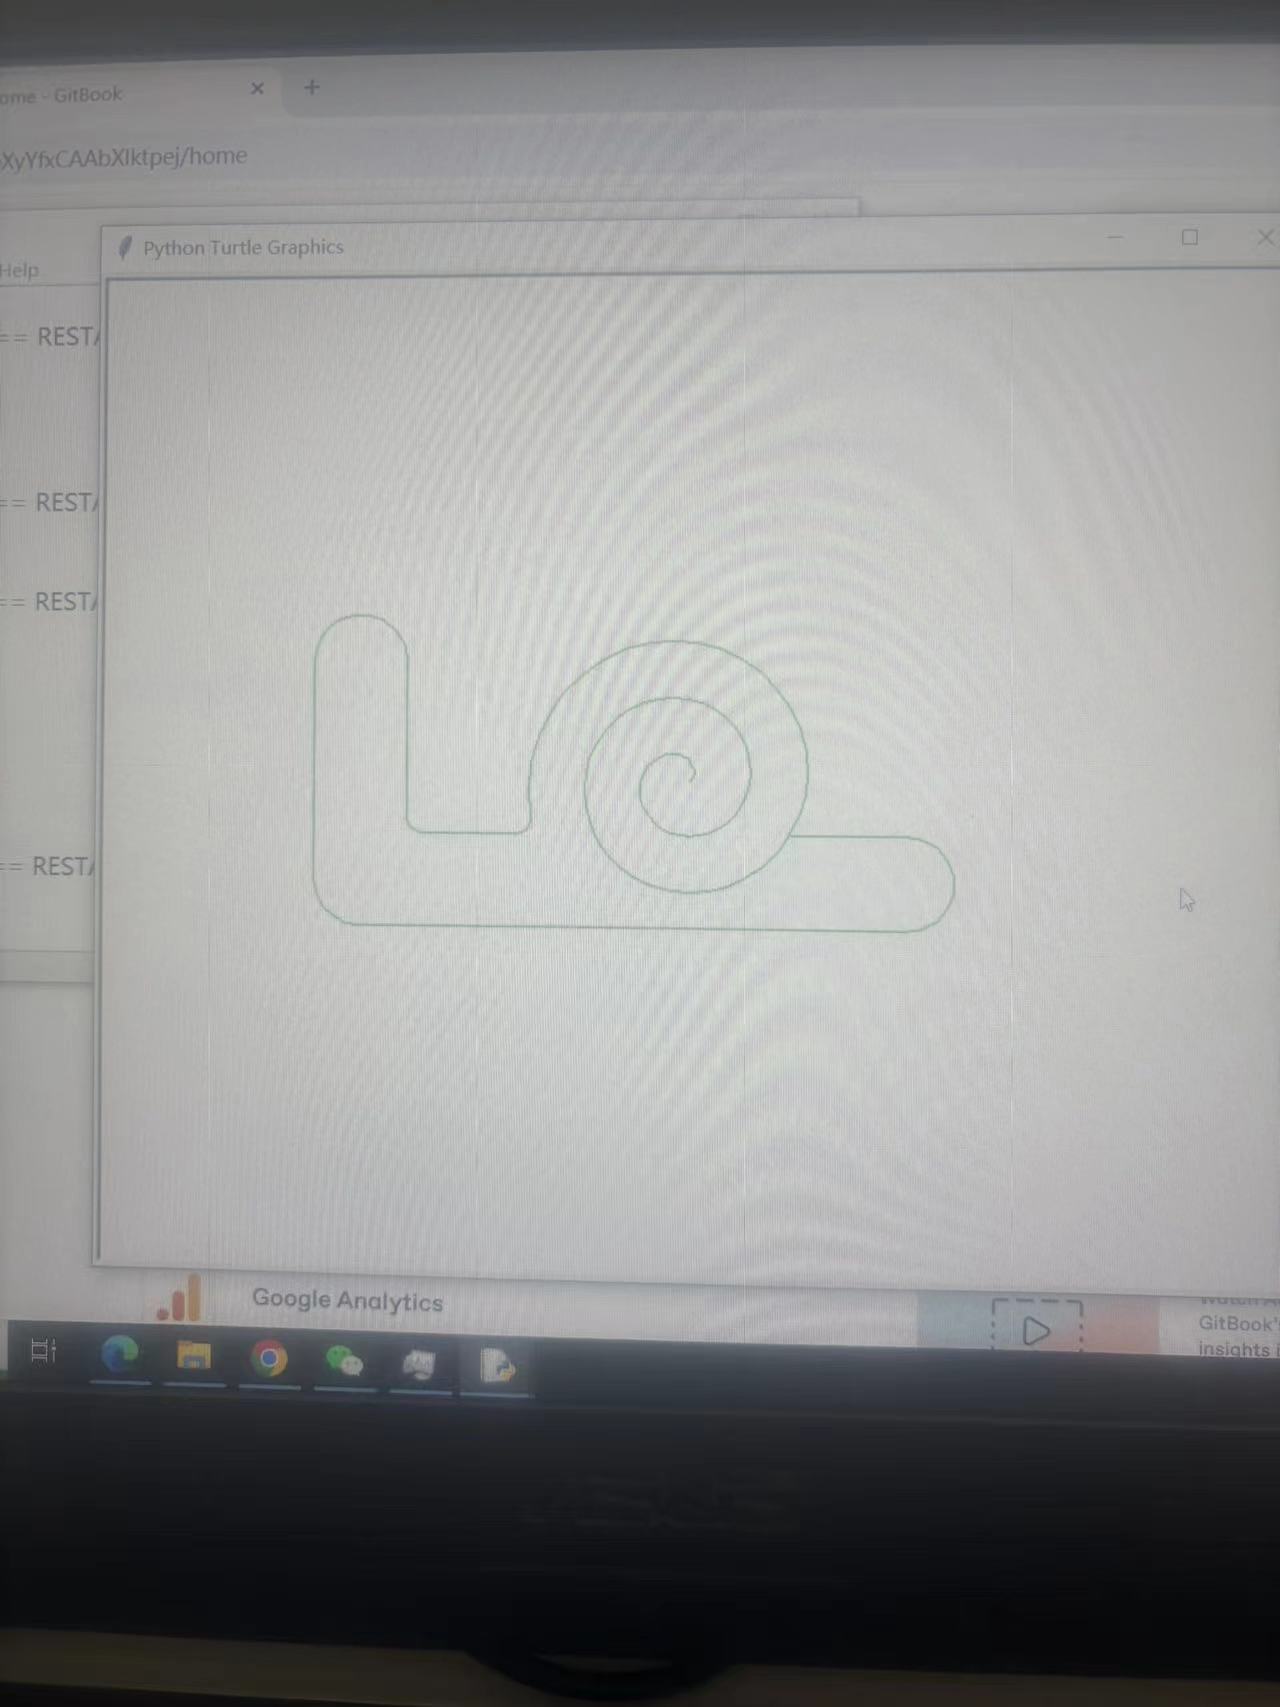 ome - GitBook
XyYfxCAAbXIktpej/home
Python Turtle Graphics
Help
== REST
== REST
== REST
== REST
Google Analytics
GitBook's
insights i